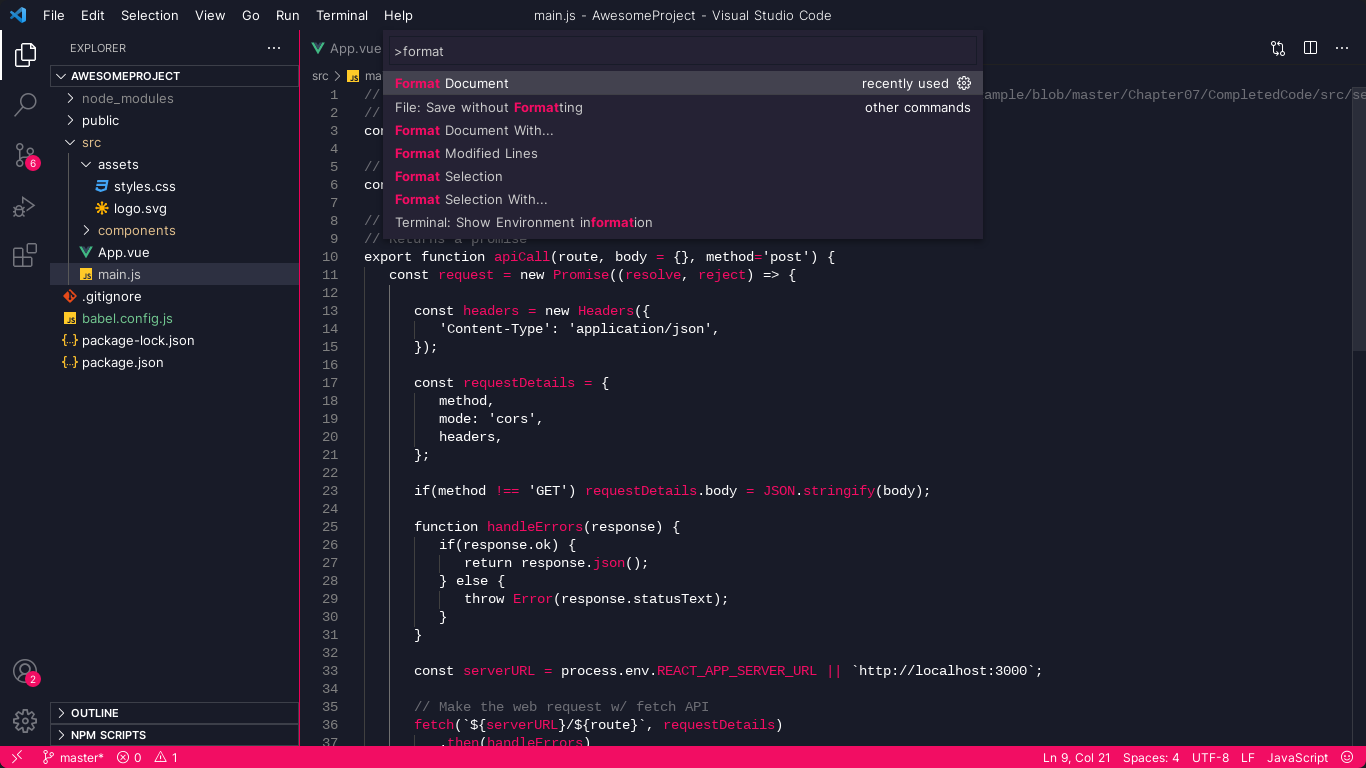 File Edit Selection View Go Run Terminal Help main.js - AwesomeProject - Visual Studio Code
EXPLORER
AWESOMEPROJECT
node_modules
public
src
assets
styles.css
logo.svg
components
App.vue
main.js
.gitignore
babel.config.js
package-lock.json
package.json
OUTLINE
NPM SCRIPTS
6
2
App.vue
>format
Format Document recently used
File: Save without Formatting other commands
Format Document With...
Format Modified Lines
Format Selection
Format Selection With...
Terminal: Show Environment information
src
1 // ample/blob/master/Chapter07/CompletedCode/src/se
2 //
3
4
5 //
6
7
8 //
9 // Returns a promise
10 export function apiCall(route, body = {}, method='post') {
11 const request = new Promise((resolve, reject) => {
12
13 const headers = new Headers({
14 'Content-Type': 'application/json',
15 });
16
17 const requestDetails = {
18 method,
19 mode: 'cors',
20 headers,
21 };
22
23 if(method !== 'GET') requestDetails.body = JSON.stringify(body);
24
25 function handleErrors(response) {
26 if(response.ok) {
27 return response.json();
28 } else {
29 throw Error(response.statusText);
30 }
31 }
32
33 const serverURL = process.env.REACT_APP_SERVER_URL || `http://localhost:3000`;
34
35 // Make the web request w/ fetch API
36 fetch(`${serverURL}/${route}`, requestDetails)
37 .then(handleErrors)
master* 0 1 Ln 9, Col 21 Spaces: 4 UTF-8 LF JavaScript